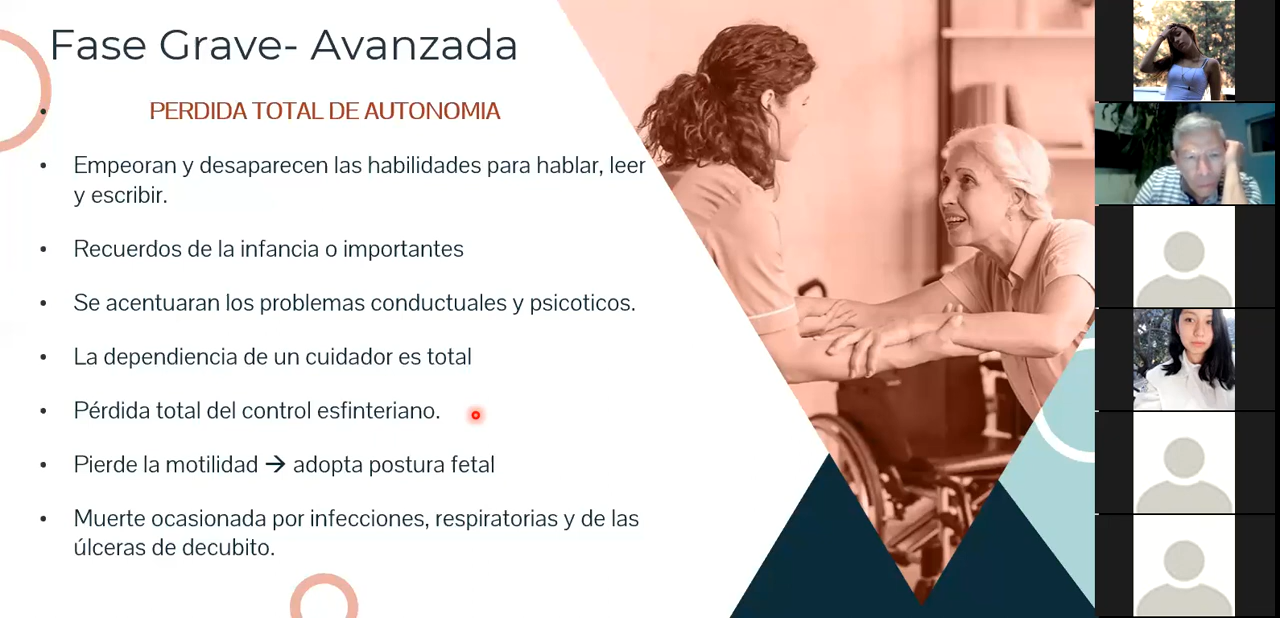 Fase Grave- Avanzada
• PERDIDA TOTAL DE AUTONOMIA
• Empeoran y desaparecen las habilidades para hablar, leer
y escribir.
• Recuerdos de la infancia o importantes
• Se acentuaran los problemas conductuales y psicoticos.
• La dependiencia de un cuidador es total
• Pérdida total del control esfinteriano.
• Pierde la motilidad → adopta postura fetal
• Muerte ocasionada por infecciones, respiratorias y de las
úlceras de decubito.